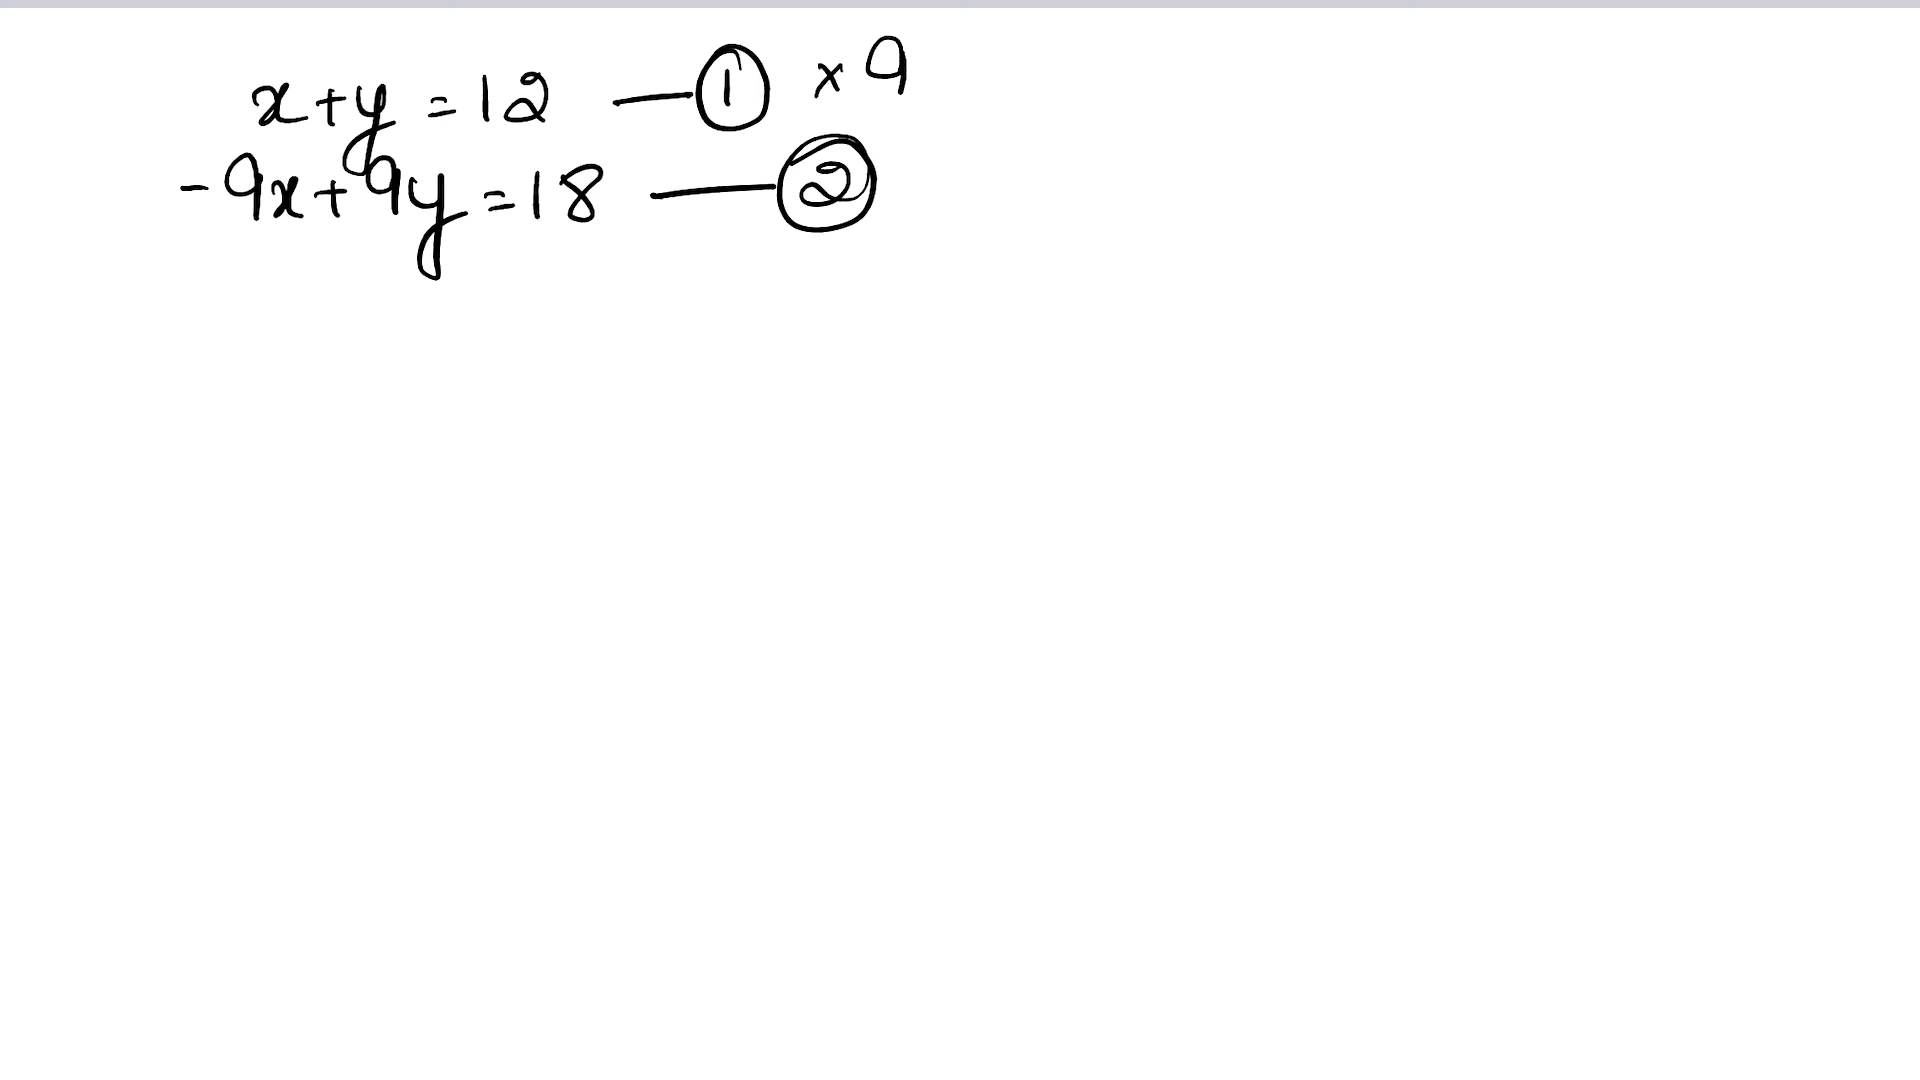 x+y=12 —① ×9
-9x+9y=18 —②